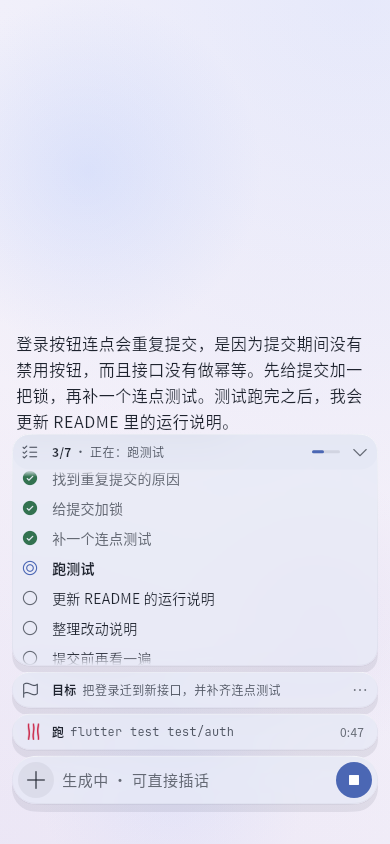 登录按钮连点会重复提交，是因为提交期间没有
禁用按钮，而且接口没有做幂等。先给提交加一
把锁，再补一个连点测试。测试跑完之后，我会
更新 README 里的运行说明。
3/7 · 正在：跑测试
找到重复提交的原因
给提交加锁
补一个连点测试
跑测试
更新 README 的运行说明
整理改动说明
提交前再看一遍
目标 把登录迁到新接口，并补齐连点测试
跑 flutter test test/auth 0:47
生成中 · 可直接插话